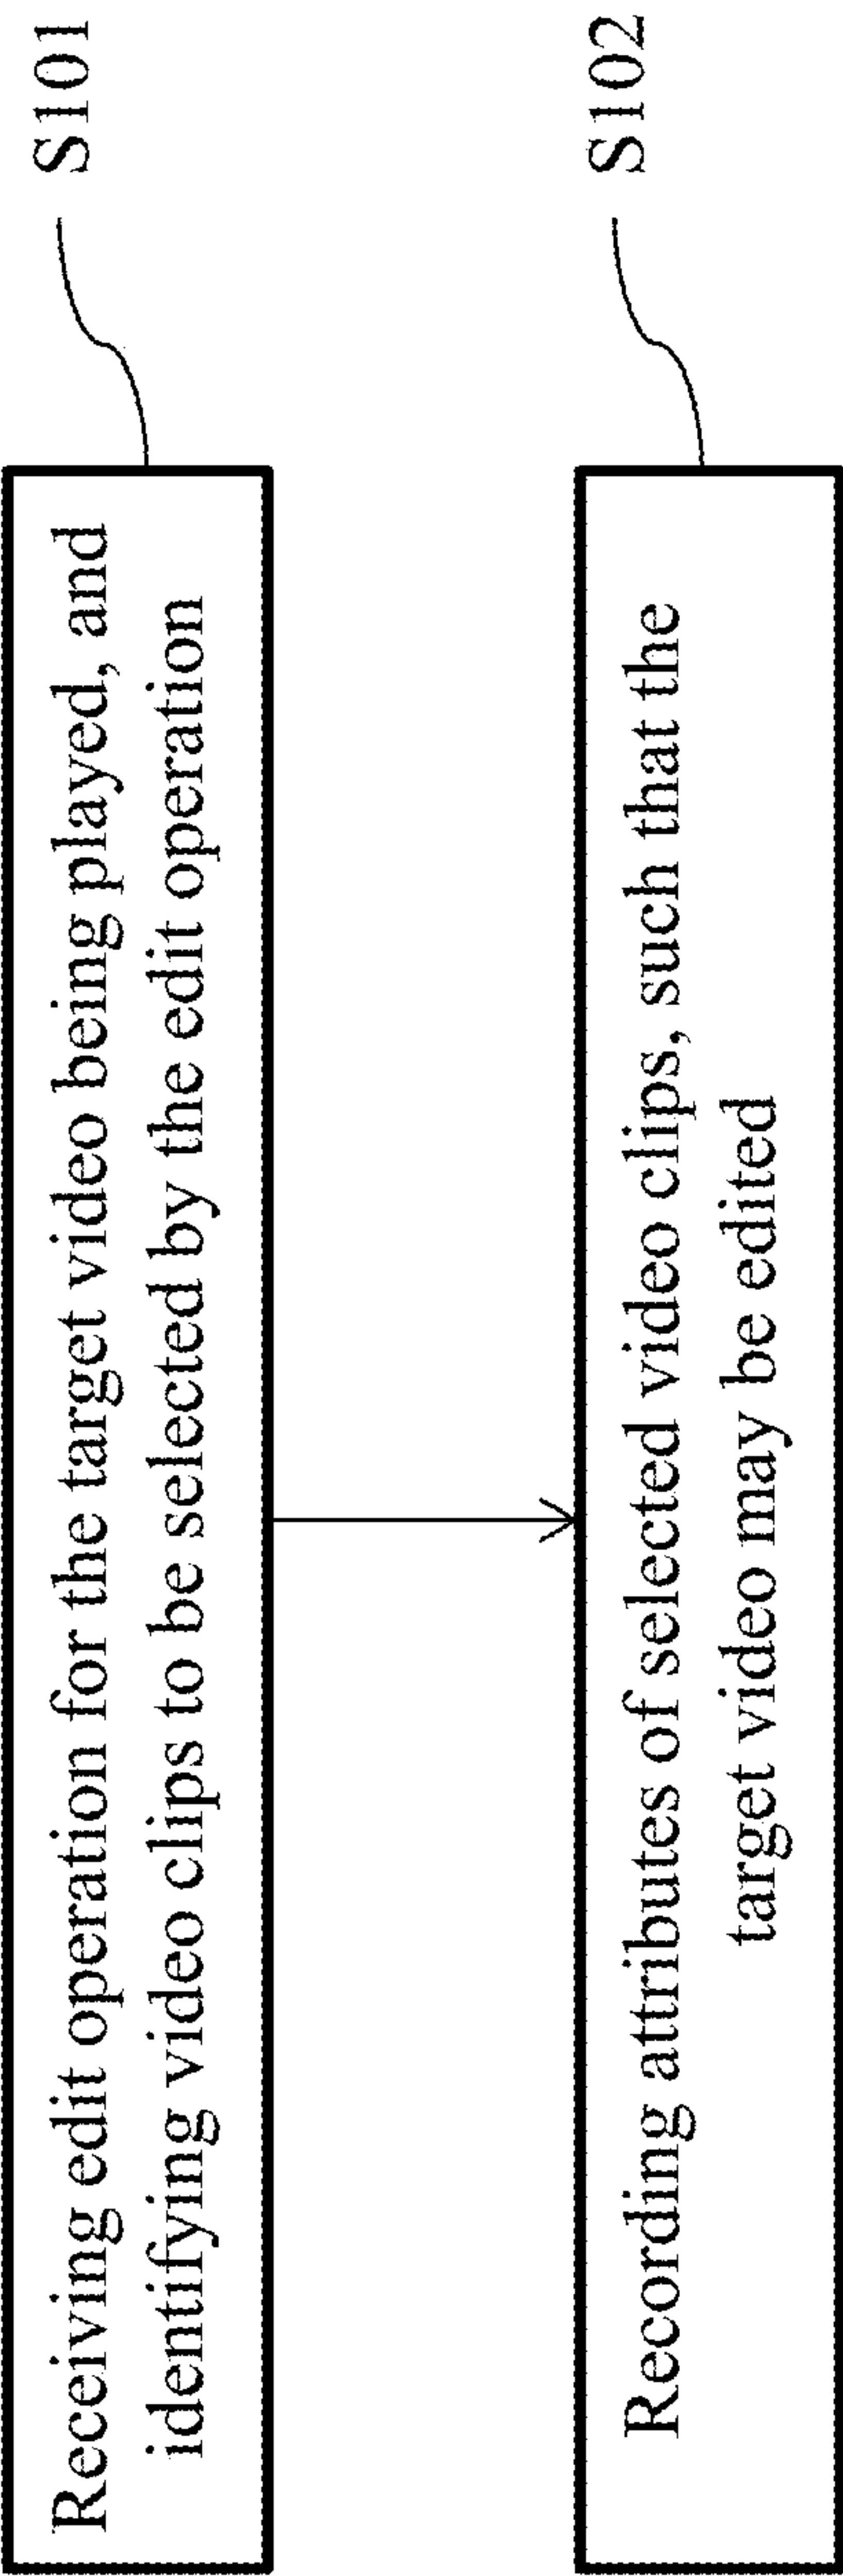 Receiving edit operation for the target video being played, and
identifying video clips to be selected by the edit operation
S101
Recording attributes of selected video clips, such that the
target video may be edited
S102